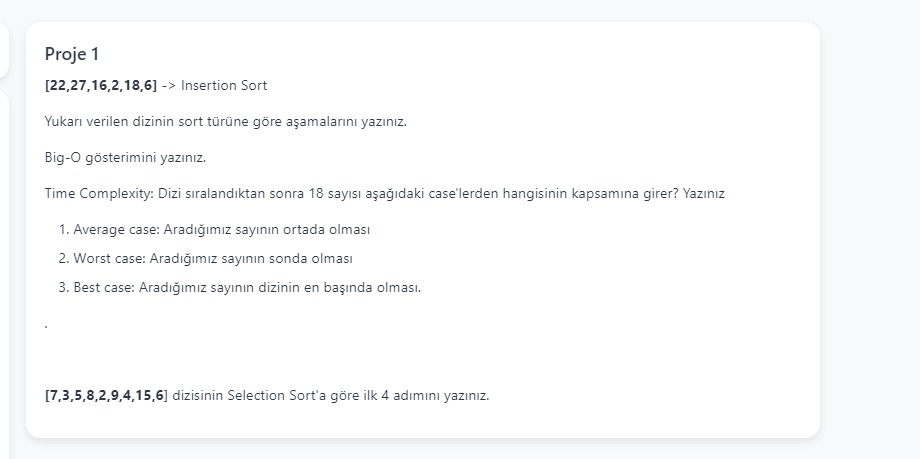 Proje 1
[22,27,16,2,18,6] -> Insertion Sort
Yukarı verilen dizinin sort türüne göre aşamalarını yazınız.
Big-O gösterimini yazınız.
Time Complexity: Dizi sıralandıktan sonra 18 sayısı aşağıdaki case'lerden hangisinin kapsamına girer? Yazınız
1. Average case: Aradığımız sayının ortada olması
2. Worst case: Aradığımız sayının sonda olması
3. Best case: Aradığımız sayının dizinin en başında olması.
.
[7,3,5,8,2,9,4,15,6] dizisinin Selection Sort'a göre ilk 4 adımını yazınız.